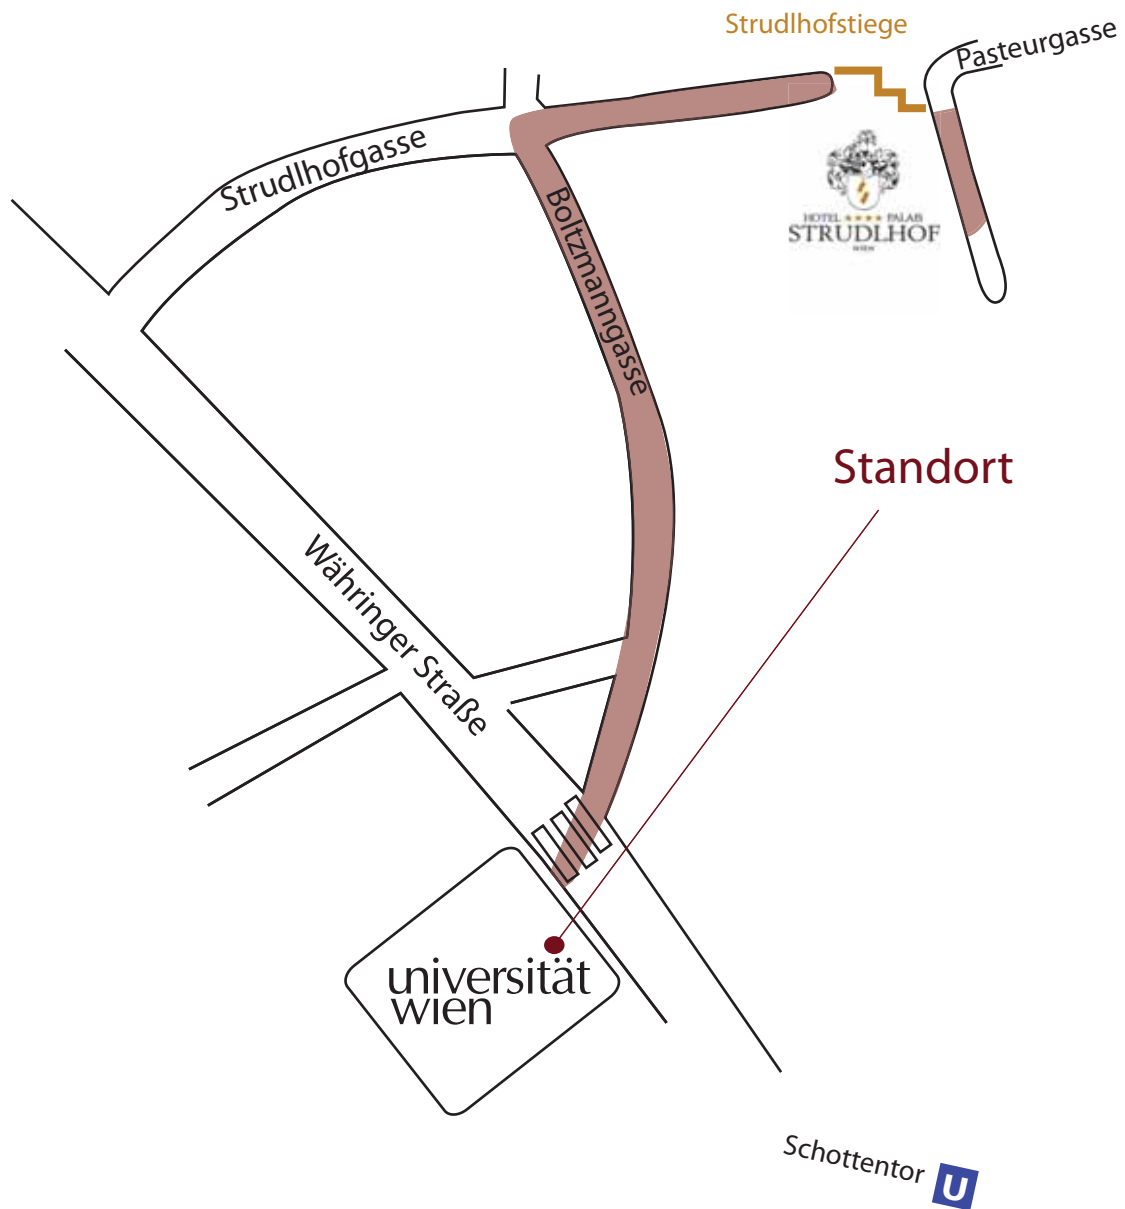 Strudlhofstiege
Pasteurgasse
Strudlhofgasse
Boltzmanngasse
HOTEL **** PALAIS
STRUDLHOF
WIEN
Standort
Währinger Straße
universität
wien
Schottentor U